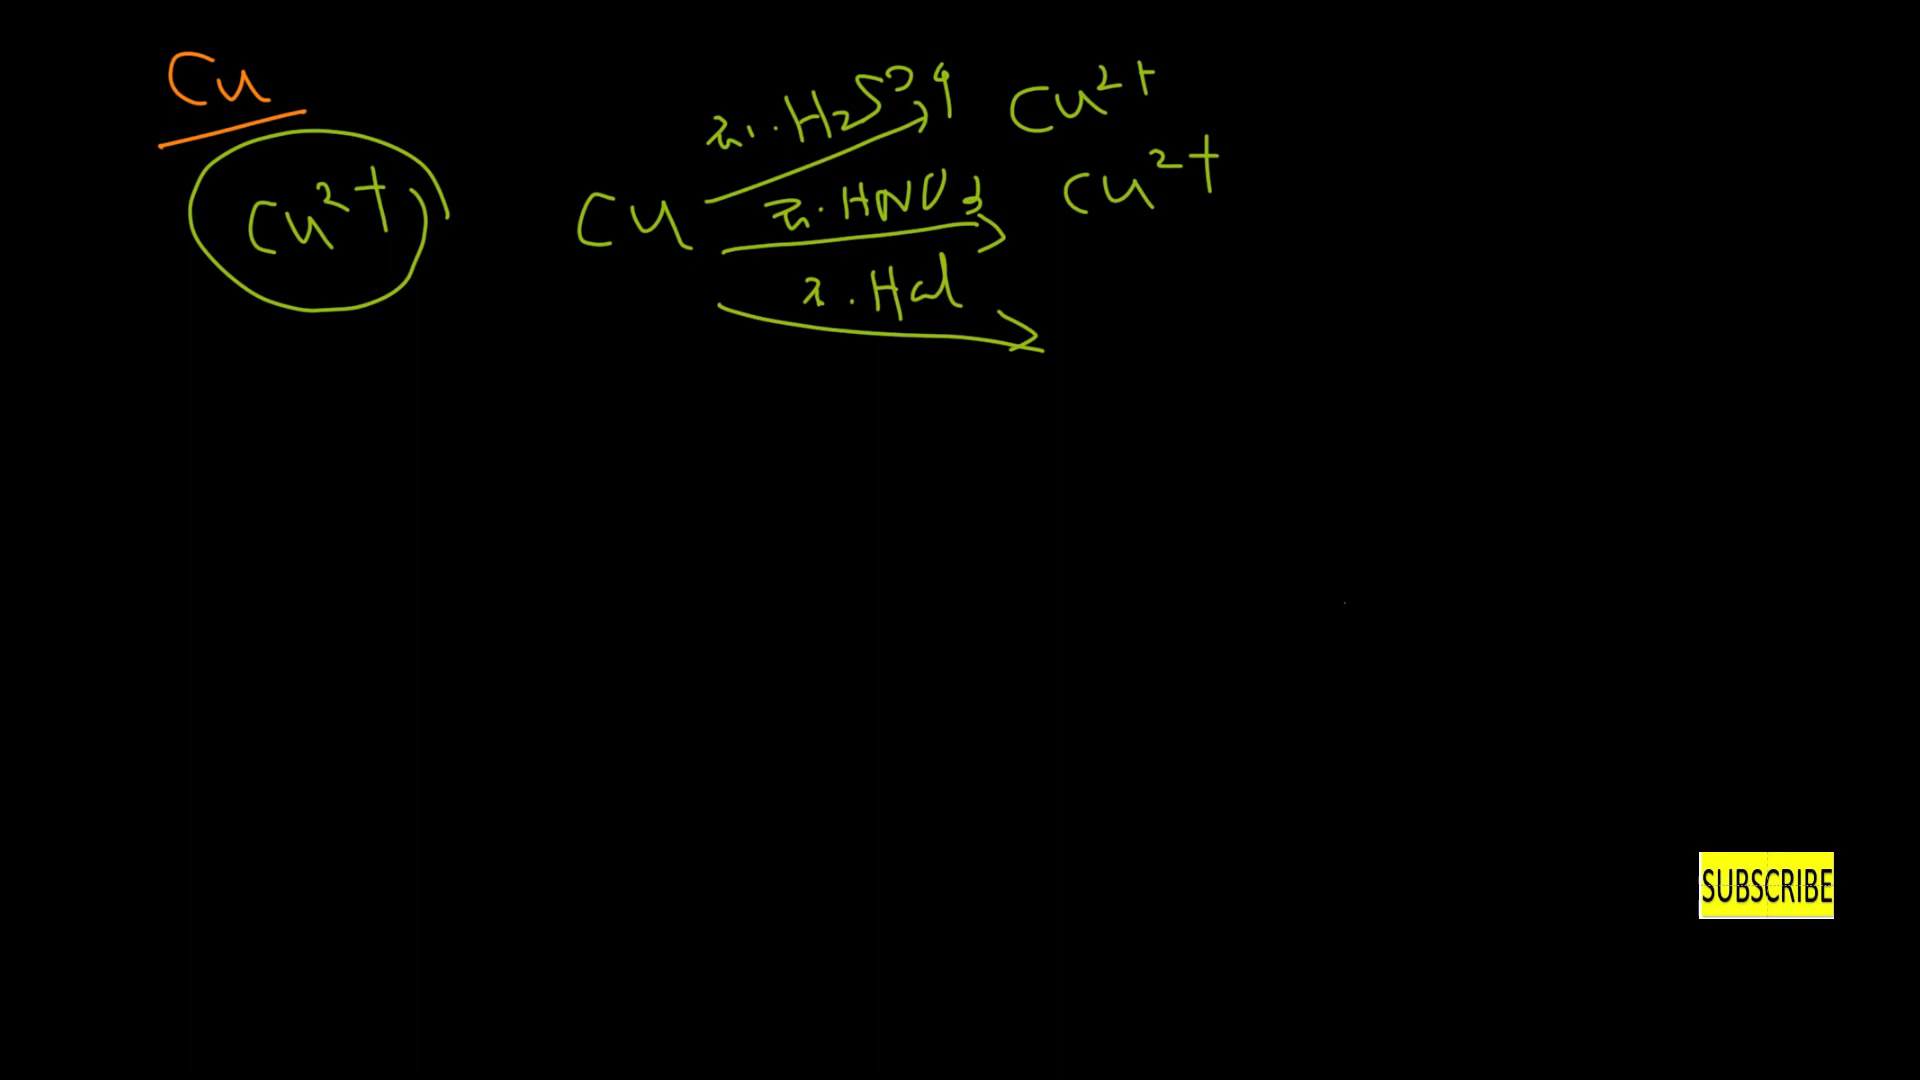 Cu
Cu²⁺
Cu
H₂SO₄
Cu²⁺
HNO₃
Cu²⁺
HCl
SUBSCRIBE